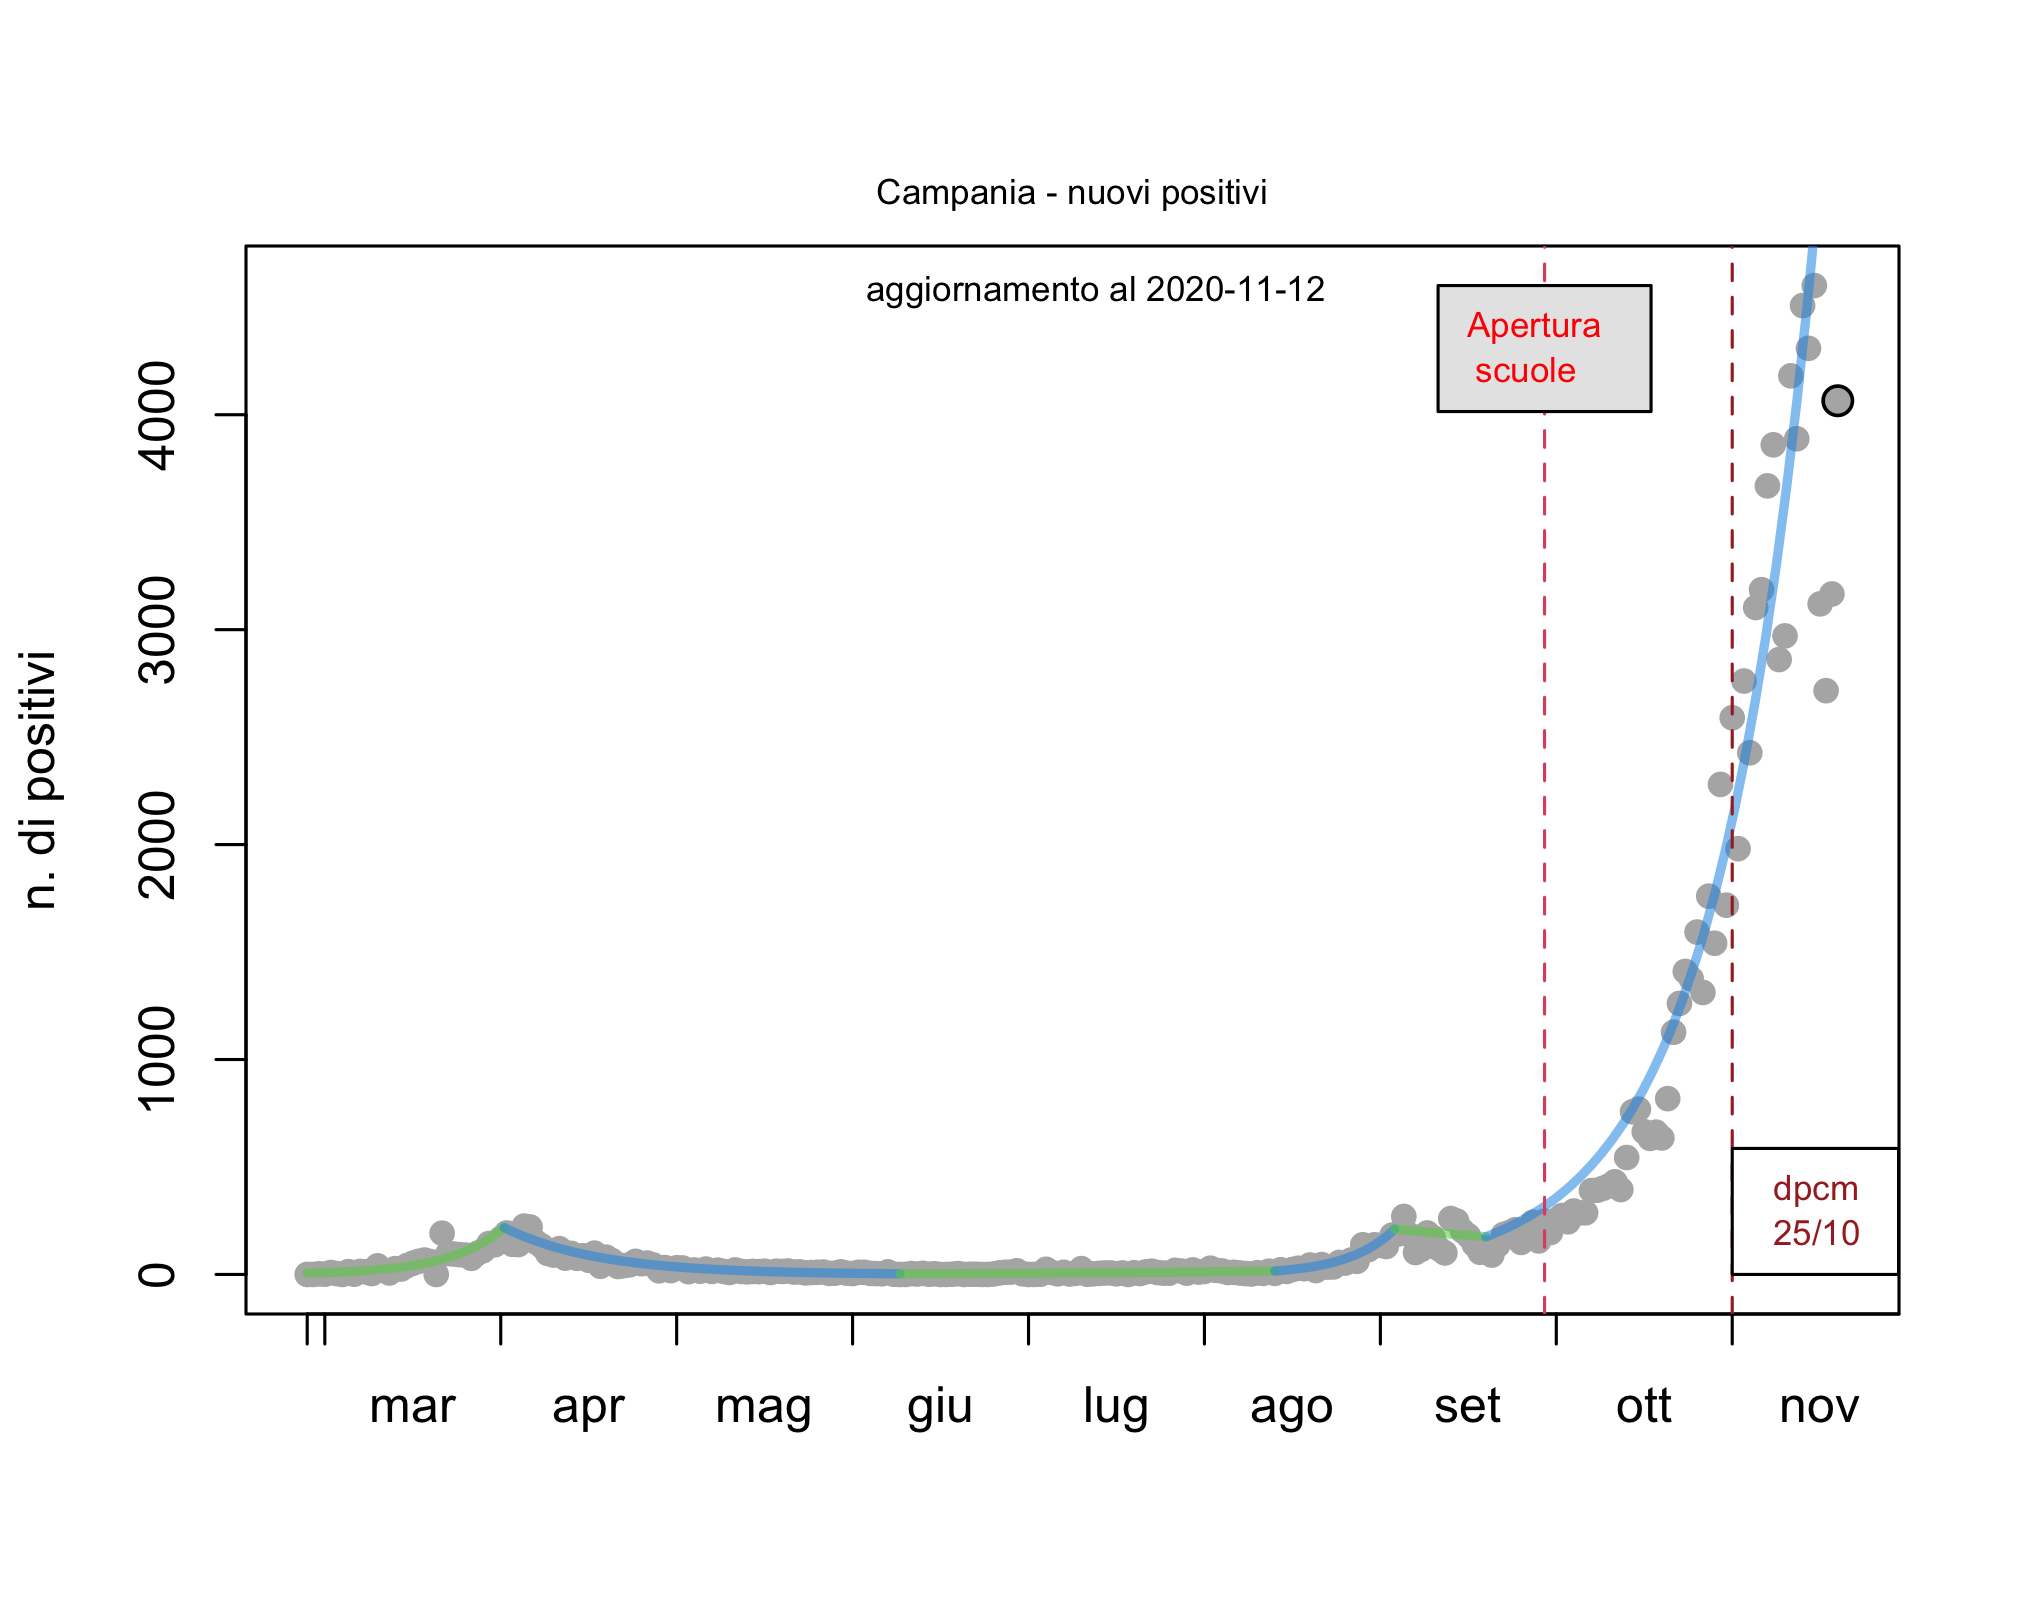 Campania - nuovi positivi
aggiornamento al 2020-11-12
Apertura
scuole
n. di positivi
4000
3000
2000
1000
0
dpcm
25/10
mar apr mag giu lug ago set ott nov